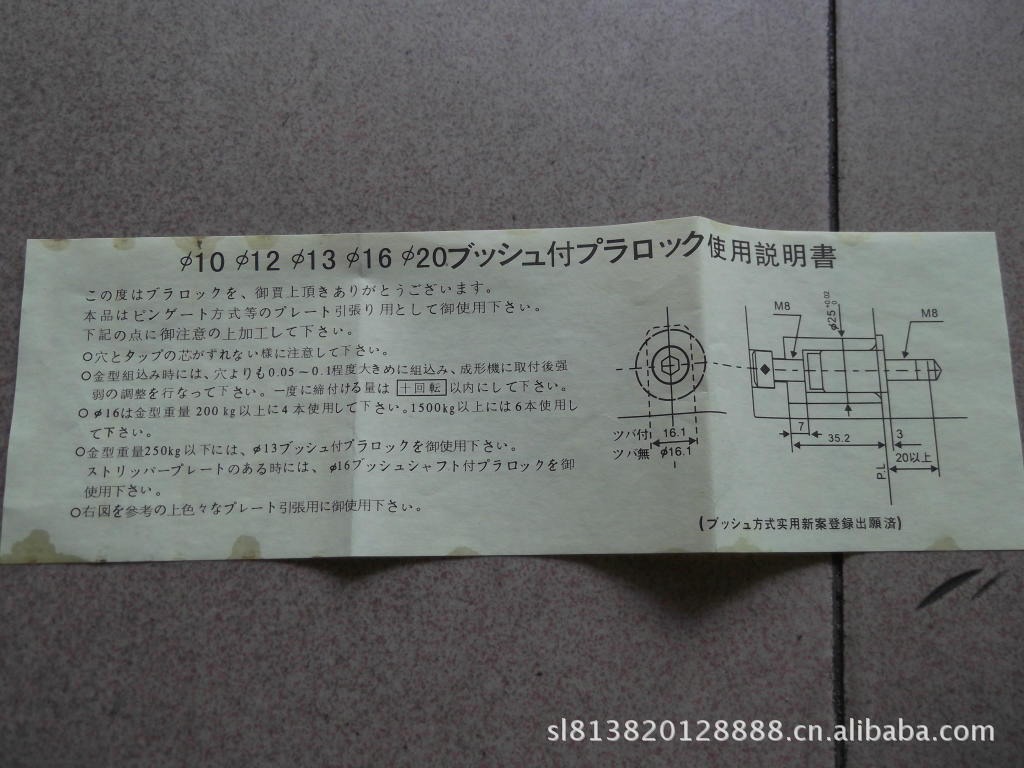 φ10 φ12 φ13 φ16 φ20ブッシュ付プラロック使用説明書
この度はプラロックを、御買上頂きありがとうございます。
本品はピンゲート方式等のプレート引張り用として御使用下さい。
下記の点に御注意の上加工して下さい。
○穴とタップの芯がずれない様に注意して下さい。
○金型組込み時には、穴よりも0.05～0.1程度大きめに組込み、成形機に取付後強
弱の調整を行なって下さい。一度に締付ける量は十回転以内にして下さい。
○φ16は金型重量200kg以上に4本使用して下さい。1500kg以上には6本使用し
て下さい。
○金型重量250kg以下には、φ13ブッシュ付プラロックを御使用下さい。
ストリッパープレートのある時には、φ16ブッシュシャフト付プラロックを御
使用下さい。
○右図を参考の上色々なプレート引張用に御使用下さい。
M8
φ25 +0.02 0
M8
ツバ付 16.1
ツバ無 φ16.1
7
35.2
3
20以上
P.L
(ブッシュ方式実用新案登録出願済)
sl813820128888.cn.alibaba.com